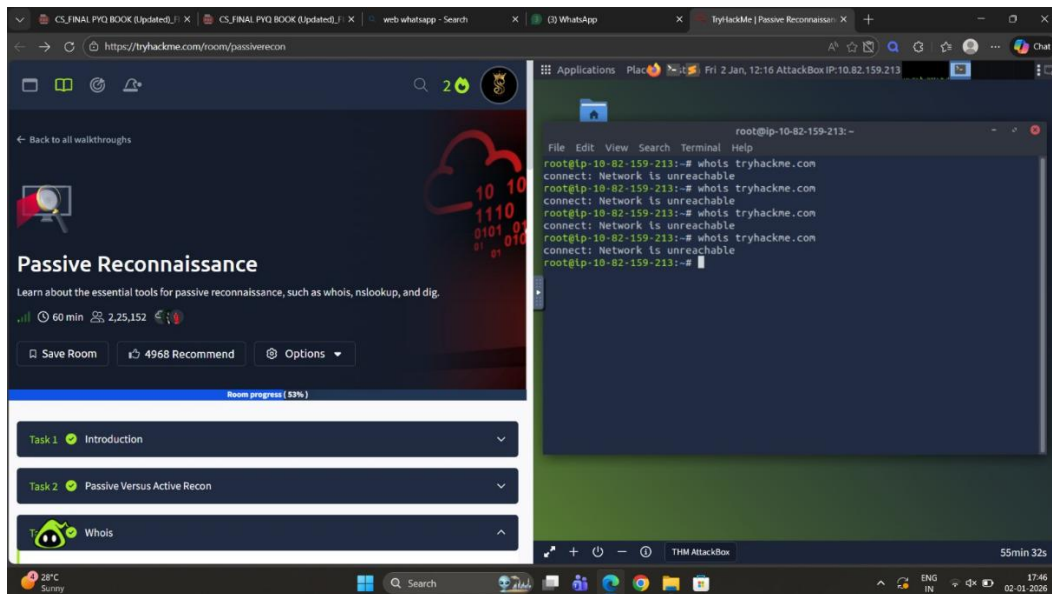 CS_FINAL PYQ BOOK (Updated)_Fi
CS_FINAL PYQ BOOK (Updated)_Fi
web whatsapp - Search
(3) WhatsApp
TryHackMe | Passive Reconnaissan
https://tryhackme.com/room/passiverecon
Chat
2
Applications Plac
Fri 2 Jan, 12:16 AttackBox IP:10.82.159.213
← Back to all walkthroughs
Passive Reconnaissance
Learn about the essential tools for passive reconnaissance, such as whois, nslookup, and dig.
60 min 2,25,152
Save Room
4968 Recommend
Options
Room progress ( 53% )
Task 1 Introduction
Task 2 Passive Versus Active Recon
Whois
root@ip-10-82-159-213: ~
File Edit View Search Terminal Help
root@ip-10-82-159-213:~# whois tryhackme.com
connect: Network is unreachable
root@ip-10-82-159-213:~# whois tryhackme.com
connect: Network is unreachable
root@ip-10-82-159-213:~# whois tryhackme.com
connect: Network is unreachable
root@ip-10-82-159-213:~# whois tryhackme.com
connect: Network is unreachable
root@ip-10-82-159-213:~#
THM AttackBox
55min 32s
28°C
Sunny
Search
ENG
IN
17:46
02-01-2026